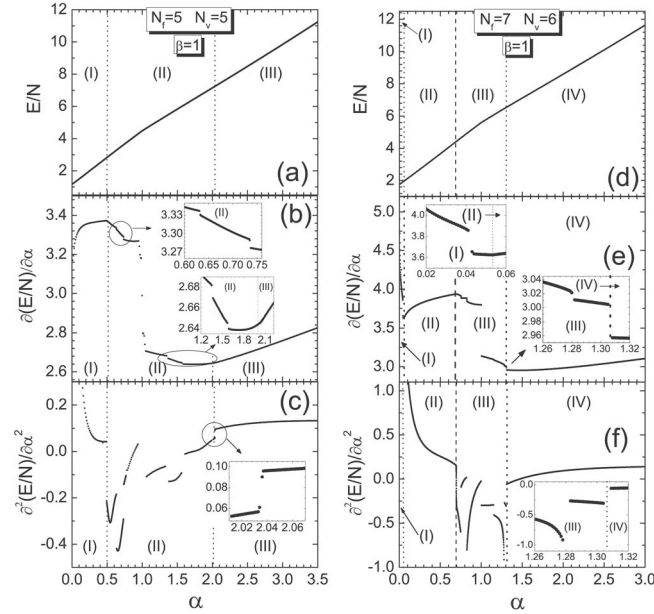 N_f=5 N_v=5
β=1
(I) (II) (III)
E/N
12
10
8
6
4
2
(a)
(b)
∂(E/N)/∂α
3.4
3.2
3.0
2.8
2.6
(II)
3.33
3.30
3.27
0.60 0.65 0.70 0.75
2.68
2.66
2.64
(II) (III)
1.2 1.5 1.8 2.1
(I) (II) (III)
(c)
∂²(E/N)/∂α²
0.2
0.0
-0.2
-0.4
0.10
0.08
0.06
2.02 2.04 2.06
(I) (II) (III)
0.0 0.5 1.0 1.5 2.0 2.5 3.0 3.5
α
N_f=7 N_v=6
β=1
(I)
(II) (III) (IV)
E/N
12
10
8
6
4
2
(d)
(e)
∂(E/N)/∂α
5.0
4.5
4.0
3.5
3.0
(II)
(I)
4.0
3.8
3.6
0.02 0.04 0.06
(IV)
(IV)
(III)
3.04
3.02
3.00
2.98
2.96
1.26 1.28 1.30 1.32
(II) (III)
(I)
(f)
∂²(E/N)/∂α²
1.0
0.5
0.0
-0.5
-1.0
(II) (III) (IV)
(I)
0.0
-0.5
-1.0
(III) (IV)
1.26 1.28 1.30 1.32
0.0 0.5 1.0 1.5 2.0 2.5 3.0 3.5
α